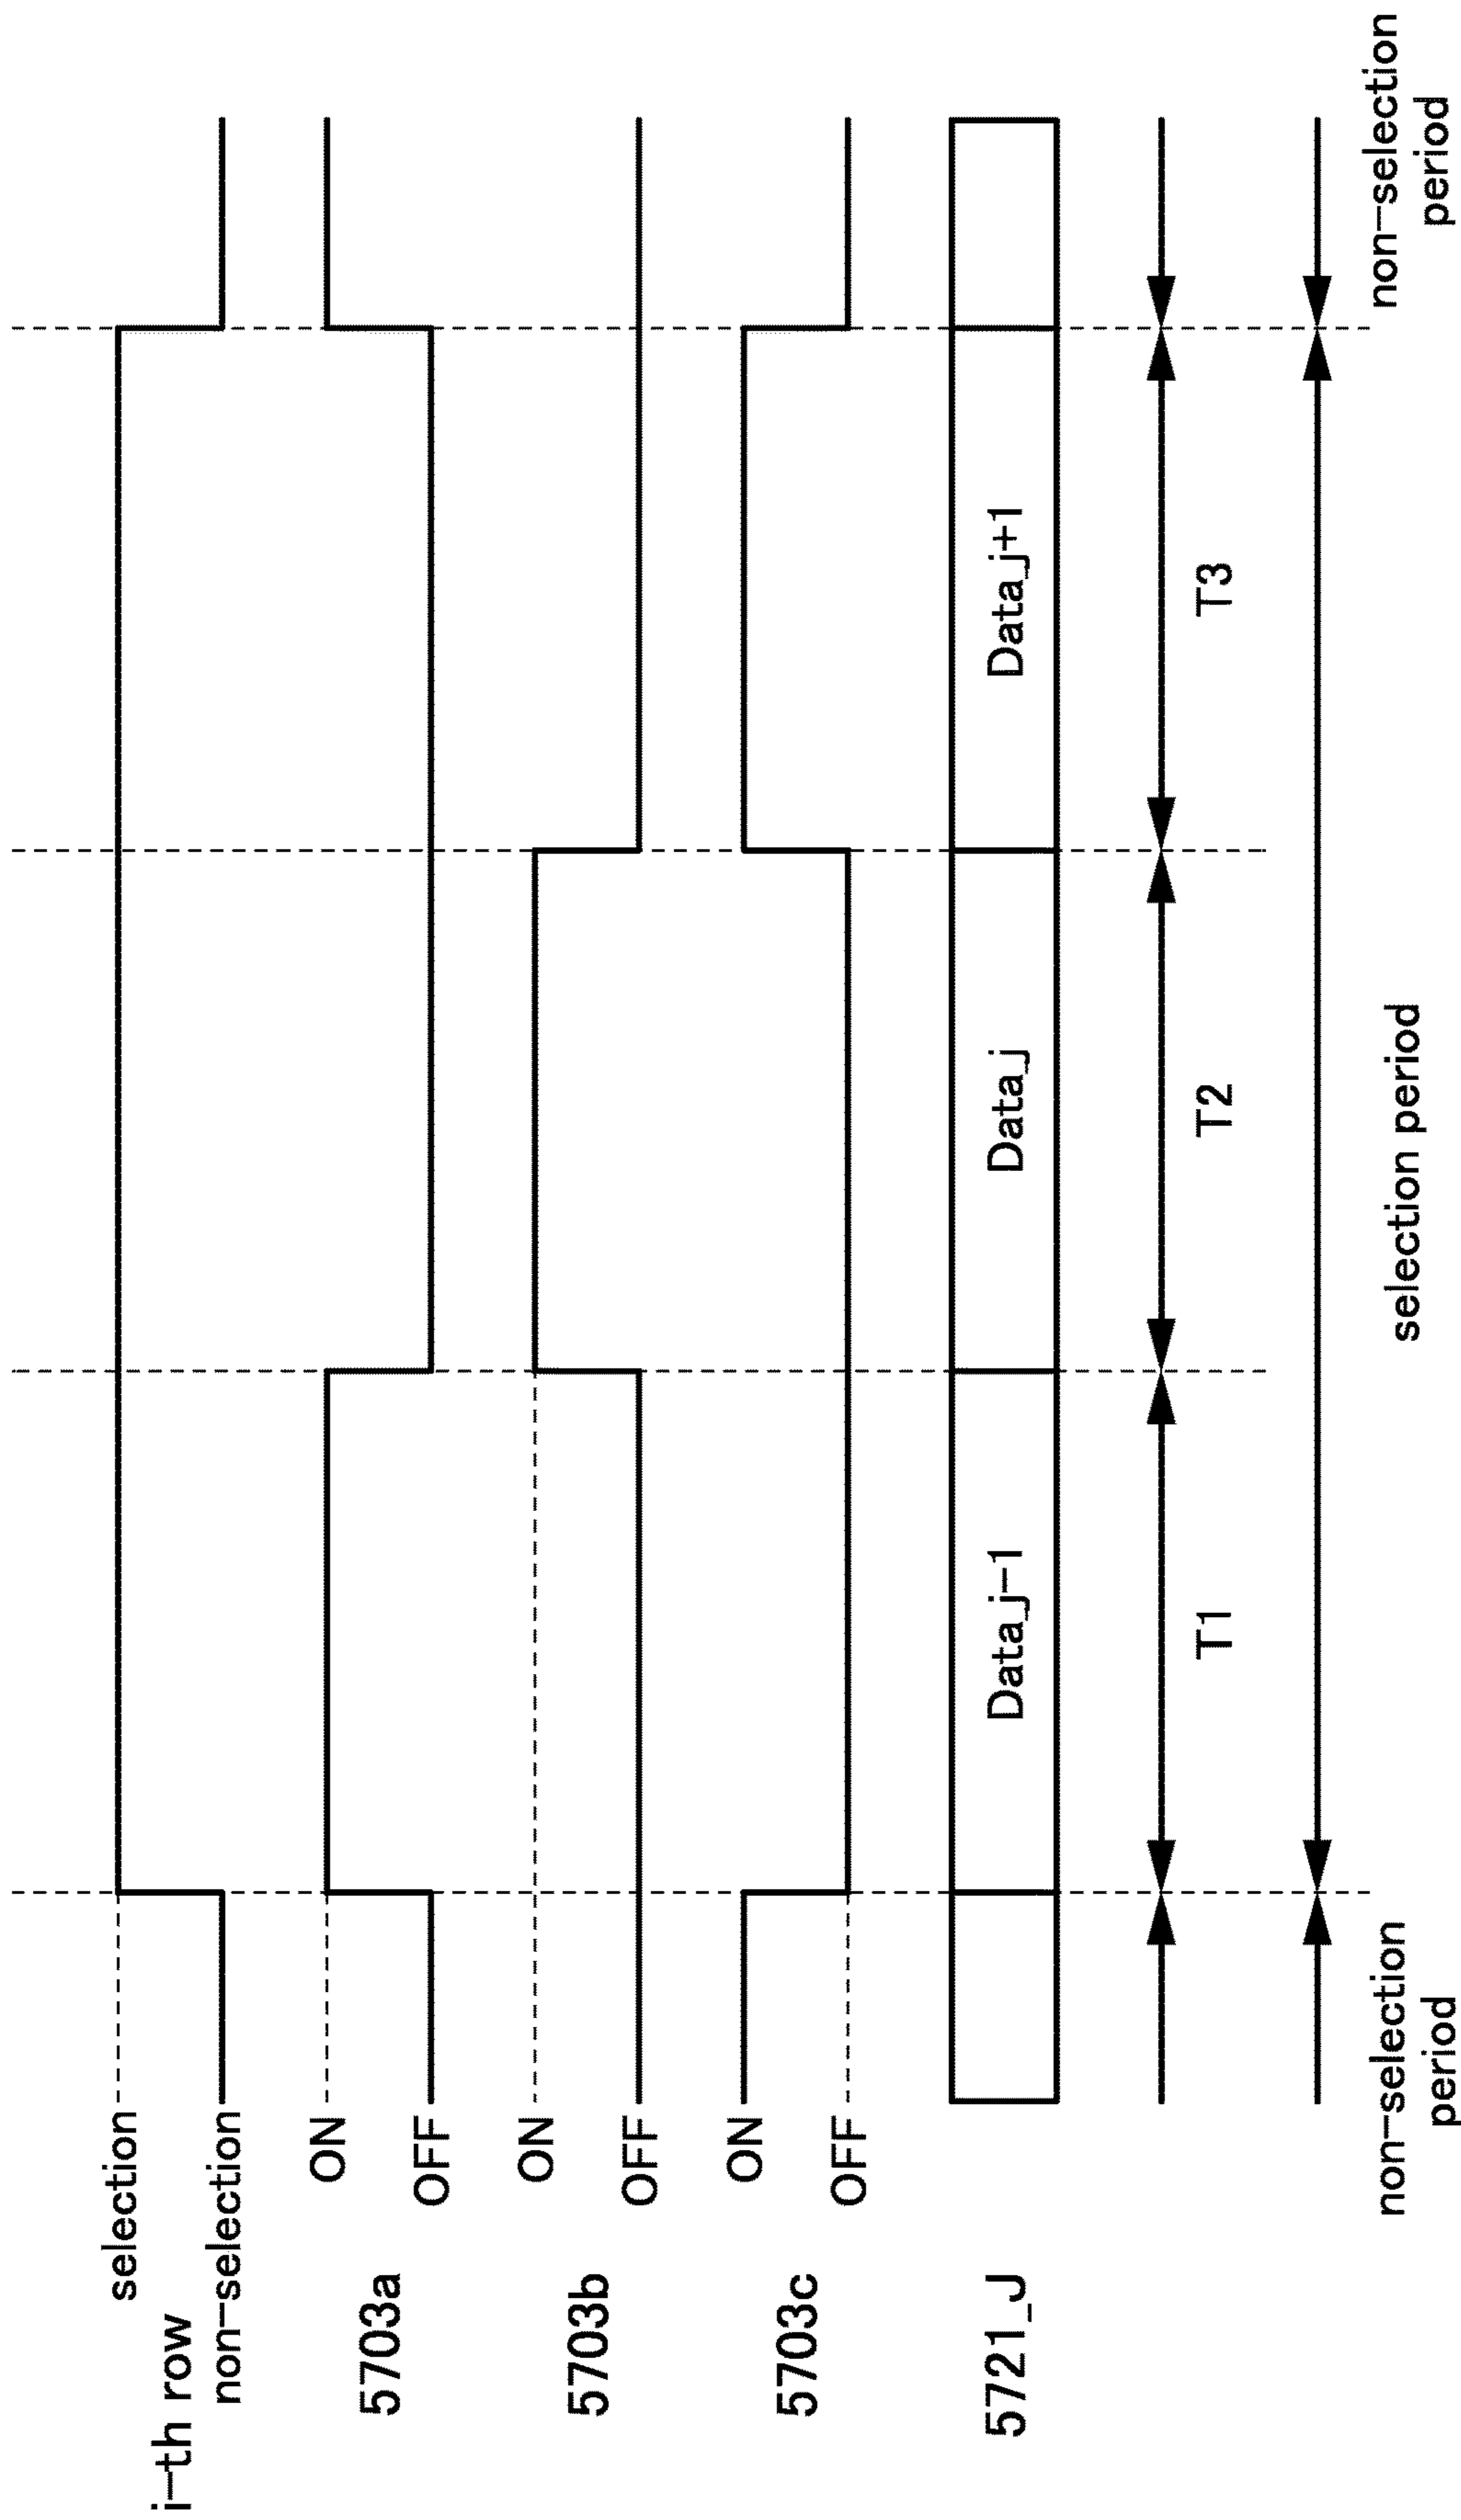 selection
i-th row
non-selection
ON
5703a
OFF
ON
5703b
OFF
ON
5703c
OFF
5721_J
Data_j-1
Data_j
Data_j+1
T1
T2
T3
non-selection
period
selection period
non-selection
period